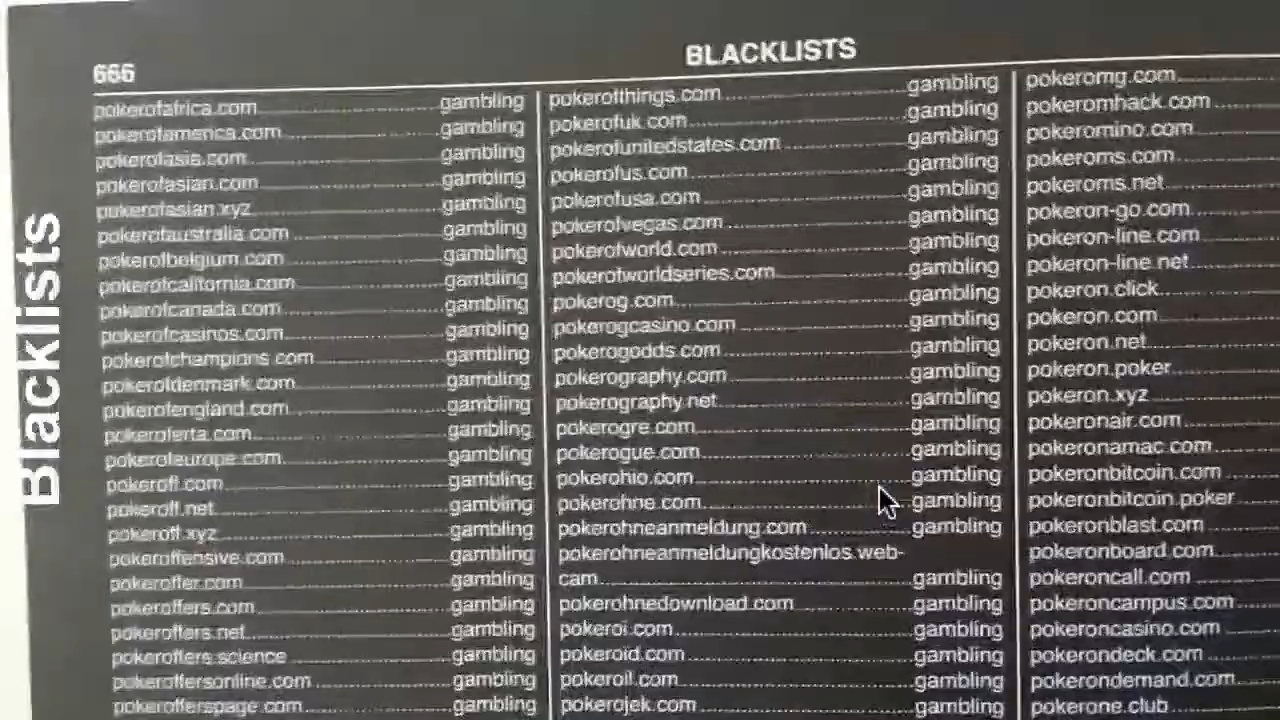 666
BLACKLISTS
Blacklists
pokerofafrica.com gambling
pokerofamerica.com gambling
pokerofasia.com gambling
pokerofasian.com gambling
pokerofasian.xyz gambling
pokerofaustralia.com gambling
pokerofbelgium.com gambling
pokerofcalifornia.com gambling
pokerofcanada.com gambling
pokerofcasinos.com gambling
pokerofchampions.com gambling
pokerofdenmark.com gambling
pokerofengland.com gambling
pokeroferta.com gambling
pokerofeurope.com gambling
pokeroff.com gambling
pokeroff.net gambling
pokeroff.xyz gambling
pokeroffensive.com gambling
pokeroffer.com gambling
pokeroffers.com gambling
pokeroffers.net gambling
pokeroffers.science gambling
pokeroffersonline.com gambling
pokerofferspage.com gambling
pokerofthings.com gambling
pokerofuk.com gambling
pokerofunitedstates.com gambling
pokerofus.com gambling
pokerofusa.com gambling
pokerofvegas.com gambling
pokerofworld.com gambling
pokerofworldseries.com gambling
pokerog.com gambling
pokerogcasino.com gambling
pokerogodds.com gambling
pokerography.com gambling
pokerography.net gambling
pokerogre.com gambling
pokerogue.com gambling
pokerohio.com gambling
pokerohne.com gambling
pokerohneanmeldung.com gambling
pokerohneanmeldungkostenlos.web-
cam gambling
pokerohnedownload.com gambling
pokeroi.com gambling
pokeroid.com gambling
pokeroil.com gambling
pokerojek.com gambling
pokeromg.com
pokeromhack.com
pokeromino.com
pokeroms.com
pokeroms.net
pokeron-go.com
pokeron-line.com
pokeron-line.net
pokeron.click
pokeron.com
pokeron.net
pokeron.poker
pokeron.xyz
pokeronair.com
pokeronamac.com
pokeronbitcoin.com
pokeronbitcoin.poker
pokeronblast.com
pokeronboard.com
pokeroncall.com
pokeroncampus.com
pokeroncasino.com
pokerondeck.com
pokerondemand.com
pokerone.club